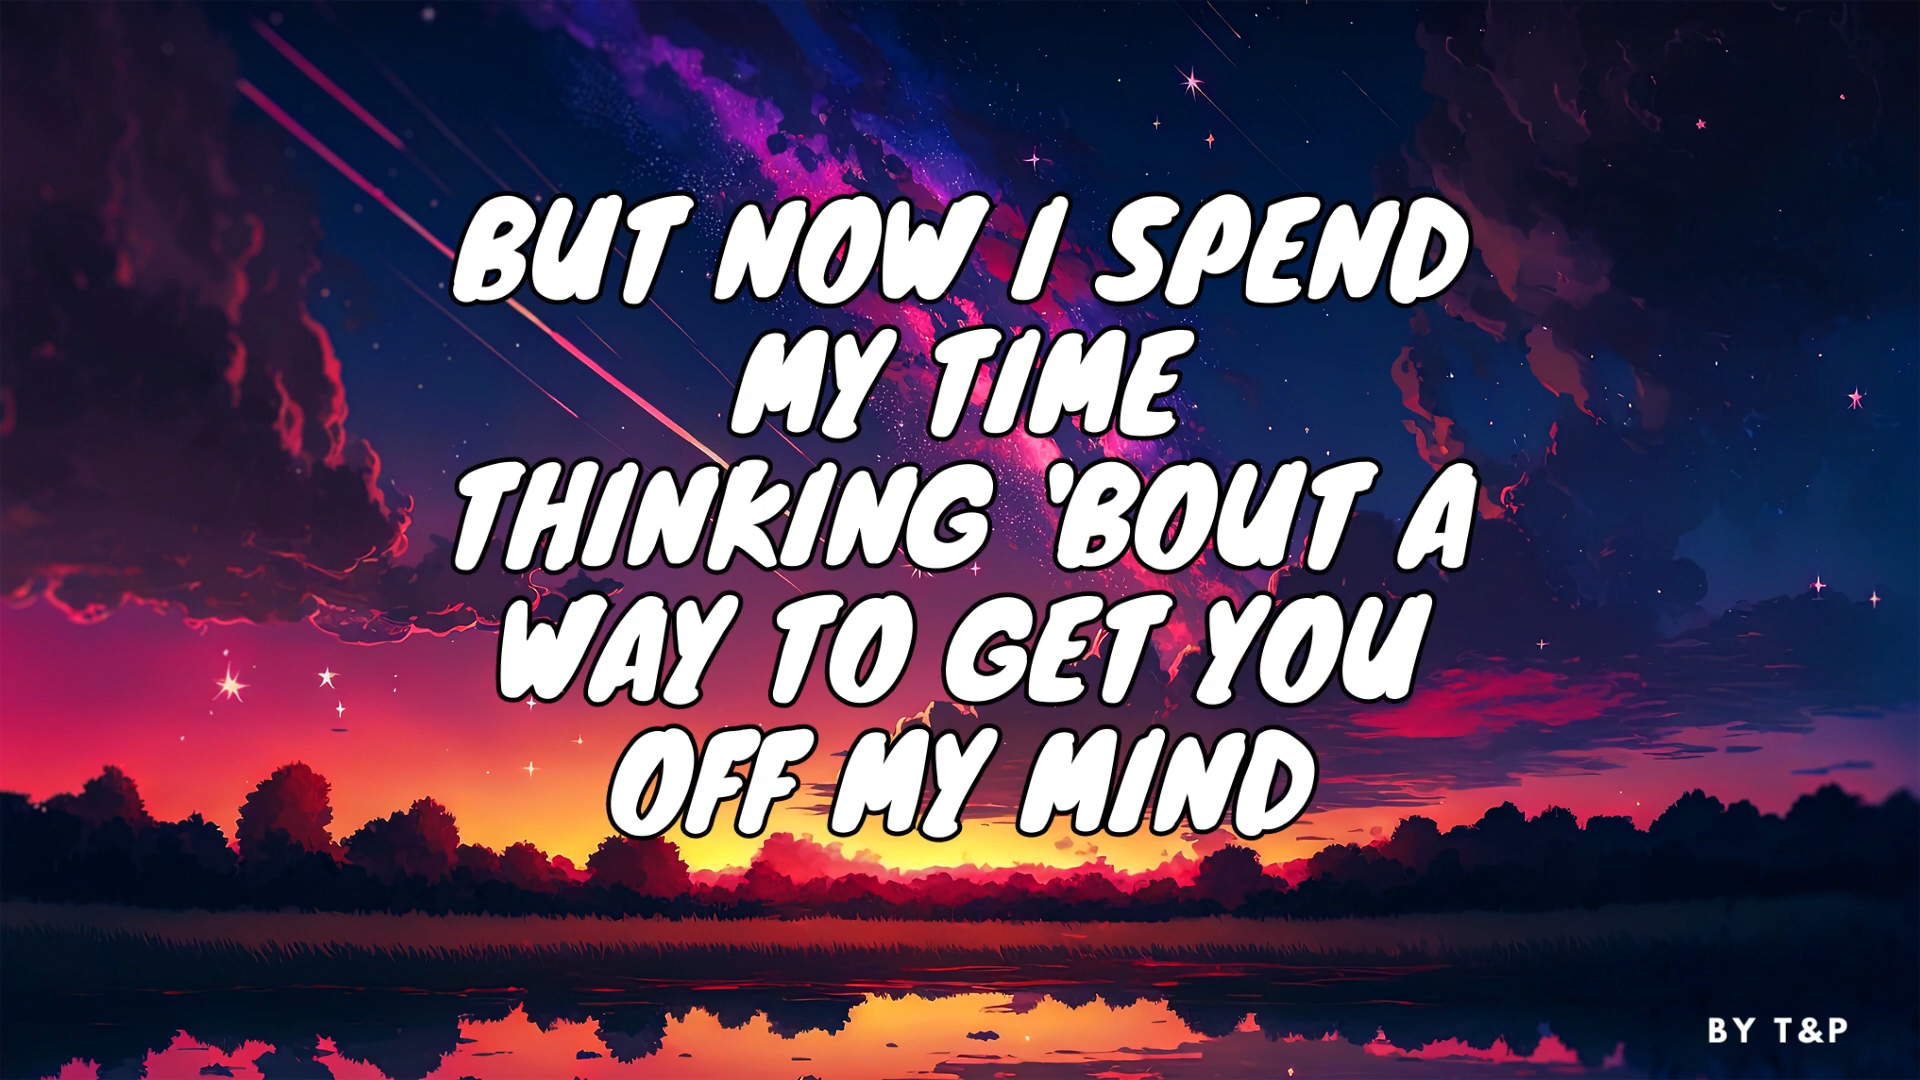 BUT NOW I SPEND
MY TIME
THINKING 'BOUT A
WAY TO GET YOU
OFF MY MIND
BY T&P